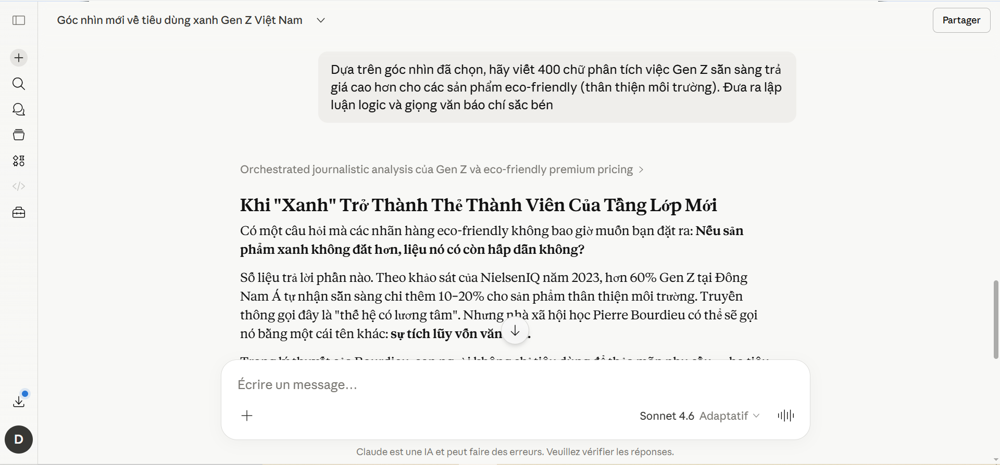 Góc nhìn mới về tiêu dùng xanh Gen Z Việt Nam
Partager
Dựa trên góc nhìn đã chọn, hãy viết 400 chữ phân tích việc Gen Z sẵn sàng trả
giá cao hơn cho các sản phẩm eco-friendly (thân thiện môi trường). Đưa ra lập
luận logic và giọng văn báo chí sắc bén
Orchestrated journalistic analysis của Gen Z và eco-friendly premium pricing
Khi "Xanh" Trở Thành Thẻ Thành Viên Của Tầng Lớp Mới
Có một câu hỏi mà các nhãn hàng eco-friendly không bao giờ muốn bạn đặt ra: Nếu sản
phẩm xanh không đắt hơn, liệu nó có còn hấp dẫn không?
Số liệu trả lời phần nào. Theo khảo sát của NielsenIQ năm 2023, hơn 60% Gen Z tại Đông
Nam Á tự nhận sẵn sàng chi thêm 10–20% cho sản phẩm thân thiện môi trường. Truyền
thông gọi đây là "thế hệ có lương tâm". Nhưng nhà xã hội học Pierre Bourdieu có thể sẽ gọi
nó bằng một cái tên khác: sự tích lũy vốn văn .
Écrire un message...
Sonnet 4.6 Adaptatif
D
Claude est une IA et peut faire des erreurs. Veuillez vérifier les réponses.